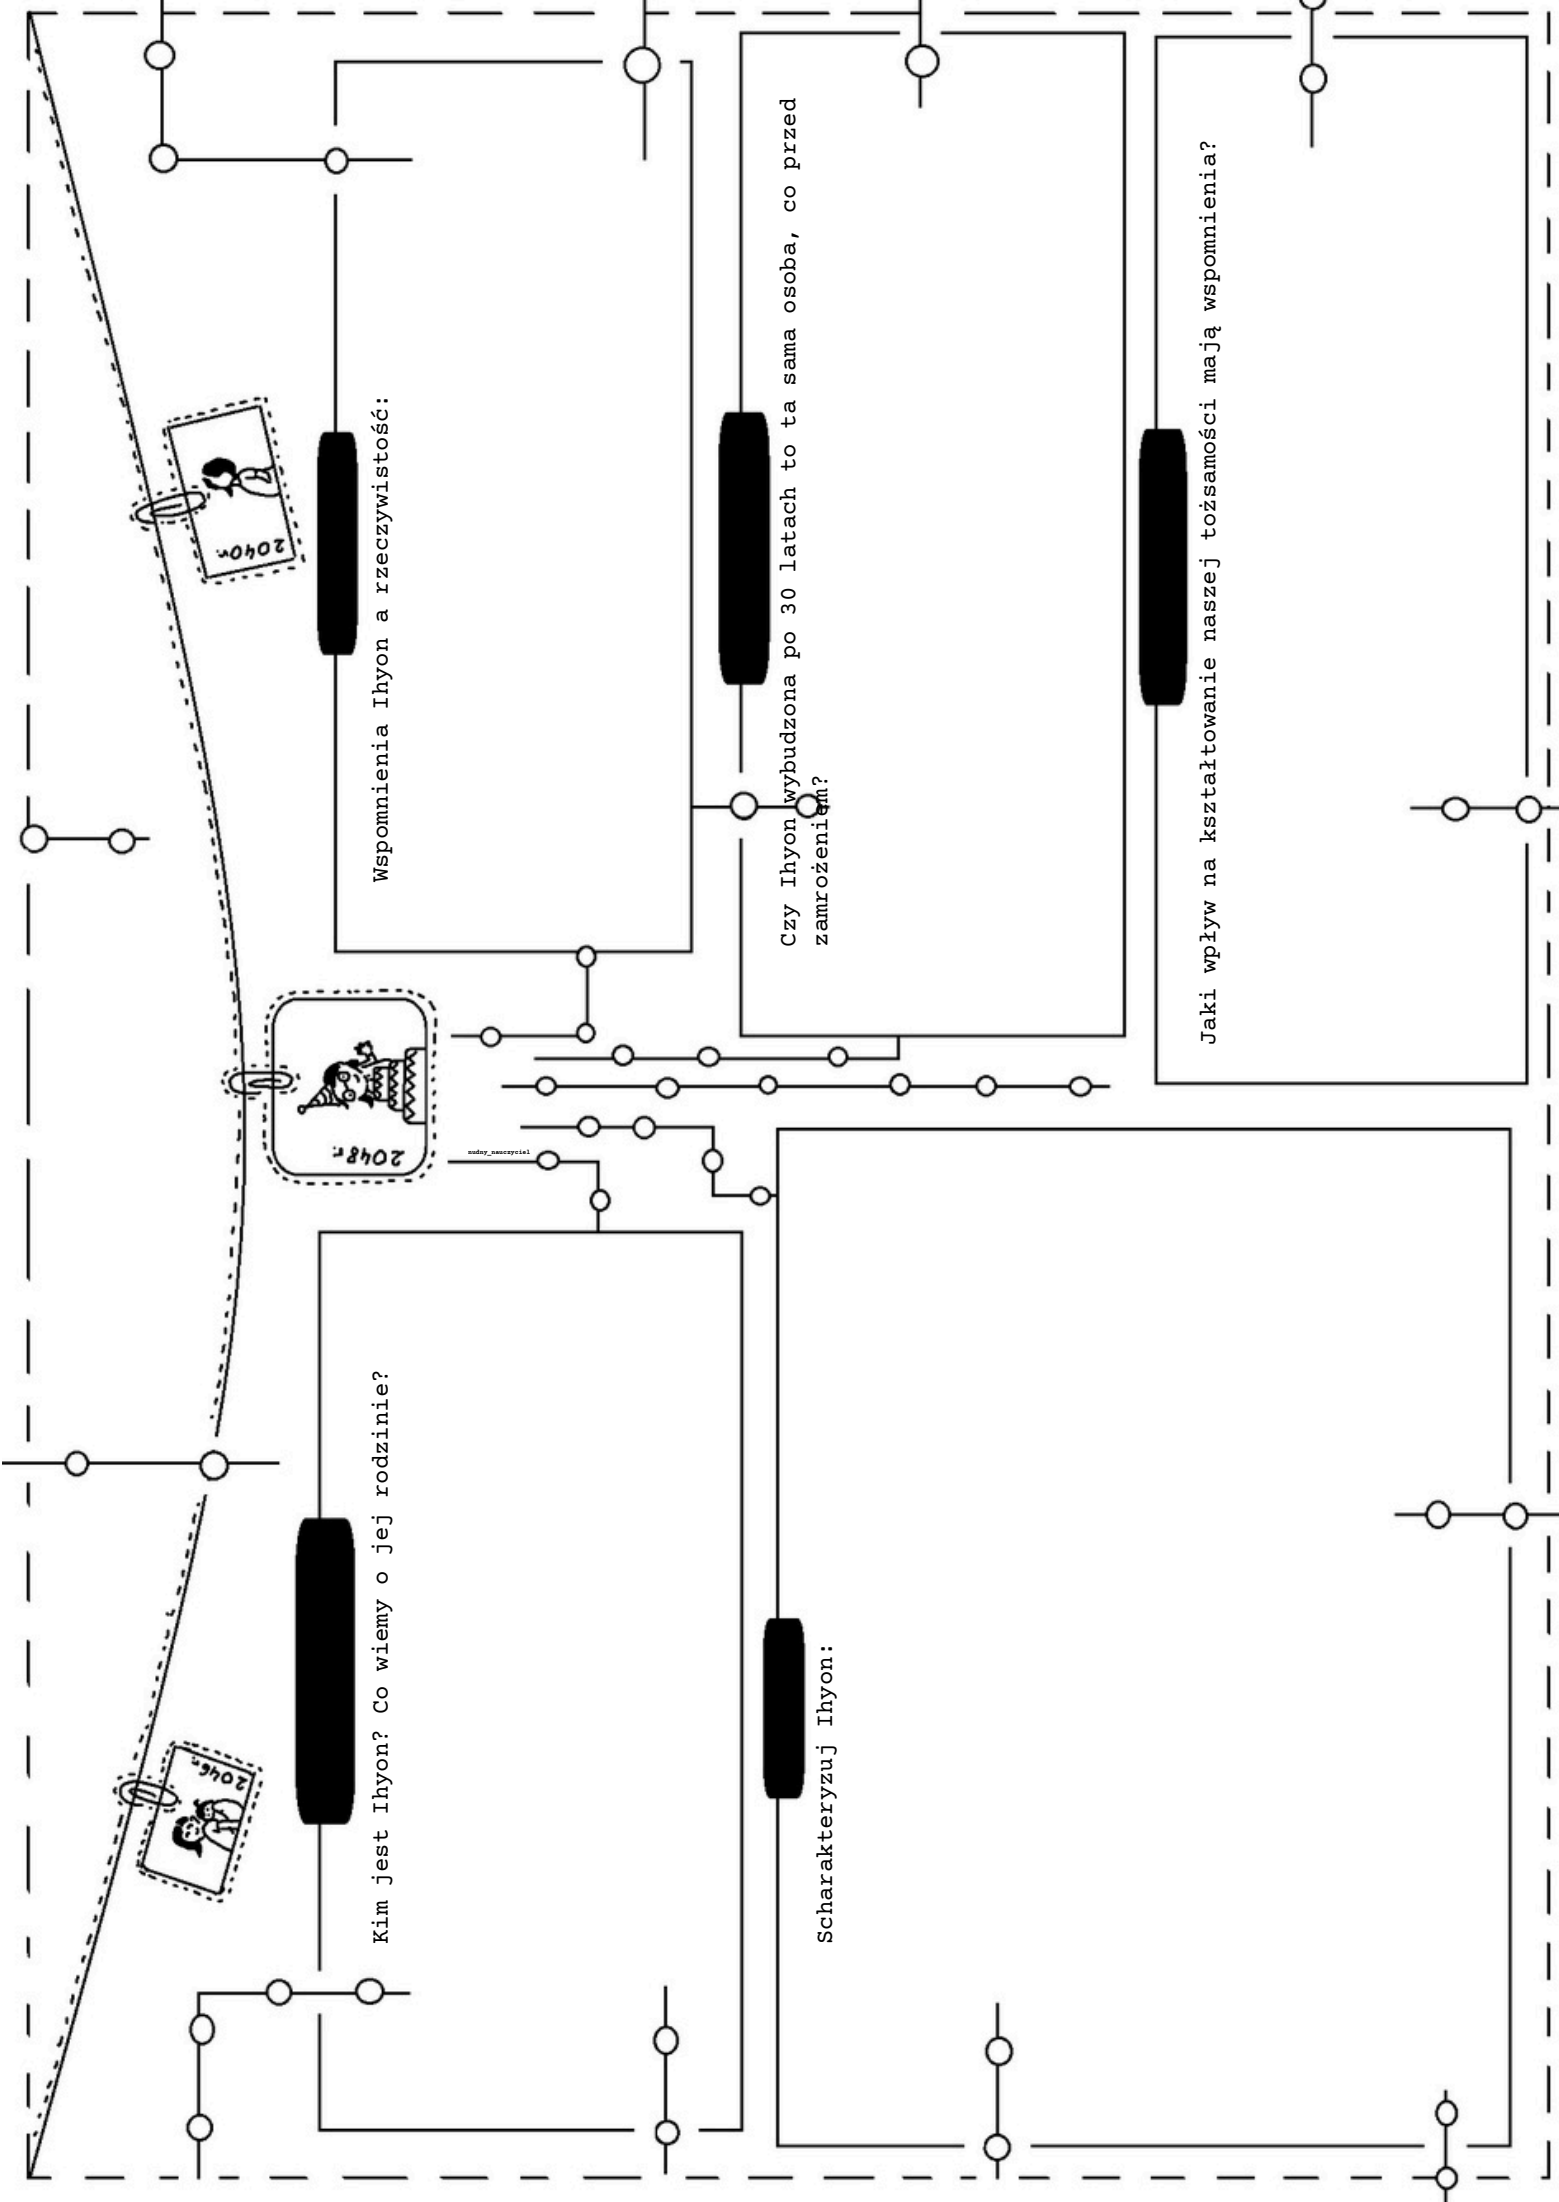 2046r.
2048r.
2040r.
Kim jest Ihyon? Co wiemy o jej rodzinie?
Scharakteryzuj Ihyon:
nudny_nauczyciel
Wspomnienia Ihyon a rzeczywistość:
Czy Ihyon wybudzona po 30 latach to ta sama osoba, co przed
zamrożeniem?
Jaki wpływ na kształtowanie naszej tożsamości mają wspomnienia?